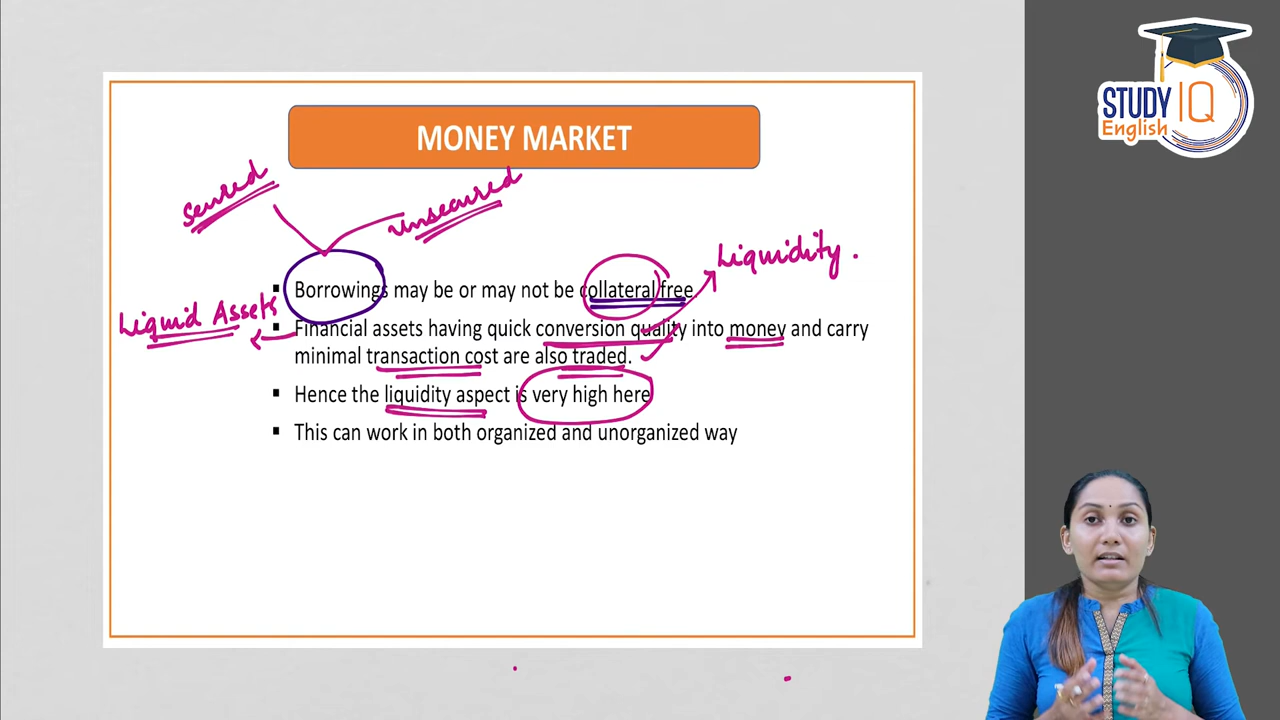 STUDY IQ
English
MONEY MARKET
Secured
unsecured
Liquidity.
▪ Borrowings may be or may not be collateral free.
Liquid Assets
▪ Financial assets having quick conversion quality into money and carry
minimal transaction cost are also traded.
▪ Hence the liquidity aspect is very high here
▪ This can work in both organized and unorganized way